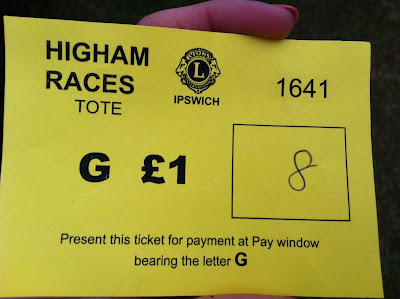 HIGHAM
RACES
TOTE
L
IPSWICH
1641
G £1
8
Present this ticket for payment at Pay window
bearing the letter G